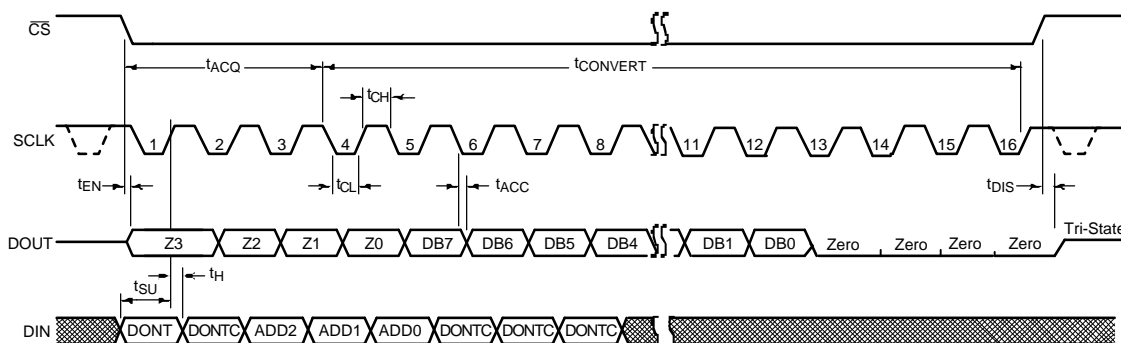 CS
tACQ
tCONVERT
tCH
SCLK
1 2 3 4 5 6 7 8 11 12 13 14 15 16
tEN
tCL
tACC
tDIS
DOUT
Z3 Z2 Z1 Z0 DB7 DB6 DB5 DB4 DB1 DB0 Zero Zero Zero Zero
Tri-State
tSU
tH
DIN
DONT DONTC ADD2 ADD1 ADD0 DONTC DONTC DONTC